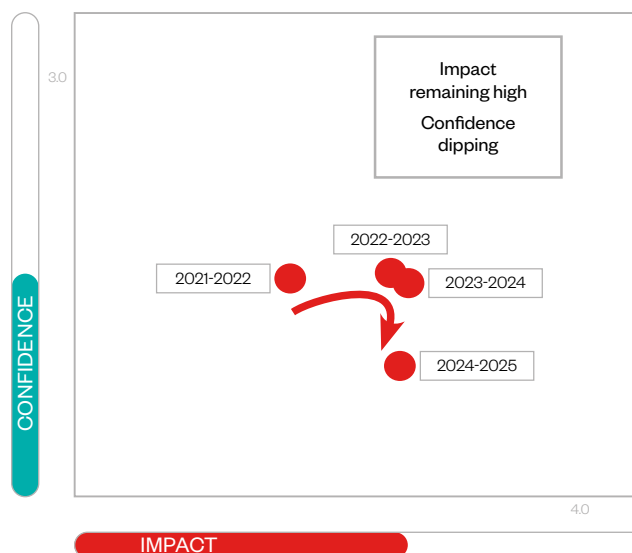 3.0
Impact
remaining high
Confidence
dipping
2022-2023
2021-2022
2023-2024
2024-2025
CONFIDENCE
4.0
IMPACT